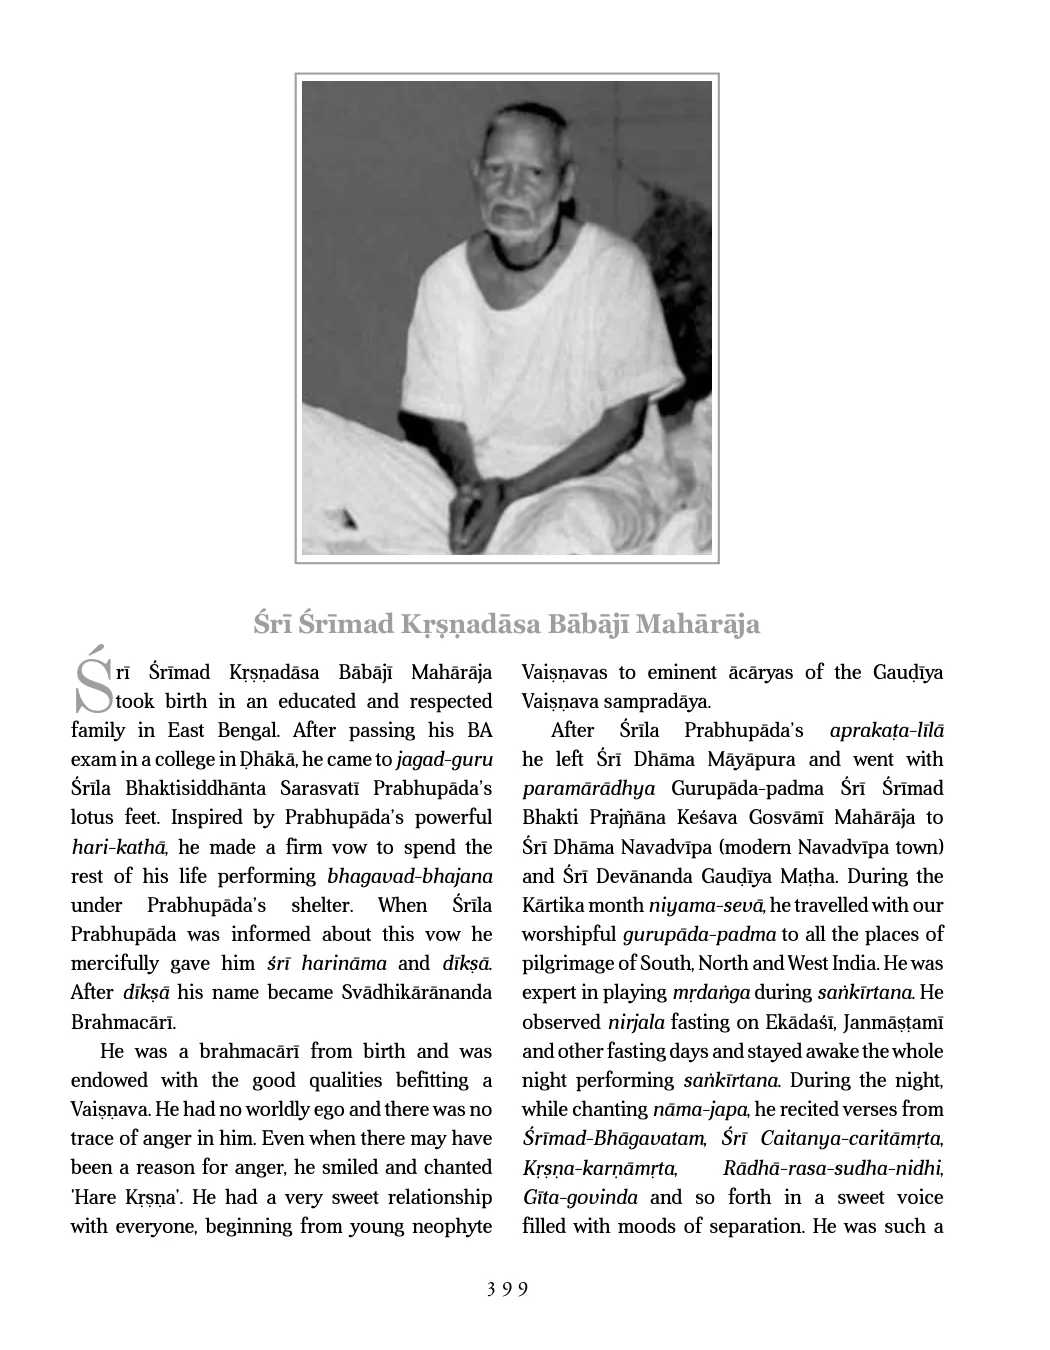 Śrī Śrīmad Kṛṣṇadāsa Bābājī Mahārāja
Śrī Śrīmad Kṛṣṇadāsa Bābājī Mahārāja
took birth in an educated and respected
family in East Bengal. After passing his BA
exam in a college in Ḍhākā, he came to jagad-guru
Śrīla Bhaktisiddhānta Sarasvatī Prabhupāda’s
lotus feet. Inspired by Prabhupāda’s powerful
hari-kathā, he made a firm vow to spend the
rest of his life performing bhagavad-bhajana
under Prabhupāda’s shelter. When Śrīla
Prabhupāda was informed about this vow he
mercifully gave him śrī harināma and dīkṣā.
After dīkṣā his name became Svādhikārānanda
Brahmacārī.
He was a brahmacārī from birth and was
endowed with the good qualities befitting a
Vaiṣṇava. He had no worldly ego and there was no
trace of anger in him. Even when there may have
been a reason for anger, he smiled and chanted
'Hare Kṛṣṇa'. He had a very sweet relationship
with everyone, beginning from young neophyte
Vaiṣṇavas to eminent ācāryas of the Gauḍīya
Vaiṣṇava sampradāya.
After Śrīla Prabhupāda’s aprakaṭa-līlā
he left Śrī Dhāma Māyāpura and went with
paramārādhya Gurupāda-padma Śrī Śrīmad
Bhakti Prajñāna Keśava Gosvāmī Mahārāja to
Śrī Dhāma Navadvīpa (modern Navadvīpa town)
and Śrī Devānanda Gauḍīya Maṭha. During the
Kārtika month niyama-sevā, he travelled with our
worshipful gurupāda-padma to all the places of
pilgrimage of South, North and West India. He was
expert in playing mṛdaṅga during saṅkīrtana. He
observed nirjala fasting on Ekādaśī, Janmāṣṭamī
and other fasting days and stayed awake the whole
night performing saṅkīrtana. During the night,
while chanting nāma-japa, he recited verses from
Śrīmad-Bhāgavatam, Śrī Caitanya-caritāmṛta,
Kṛṣṇa-karṇāmṛta, Rādhā-rasa-sudha-nidhi,
Gīta-govinda and so forth in a sweet voice
filled with moods of separation. He was such a
399